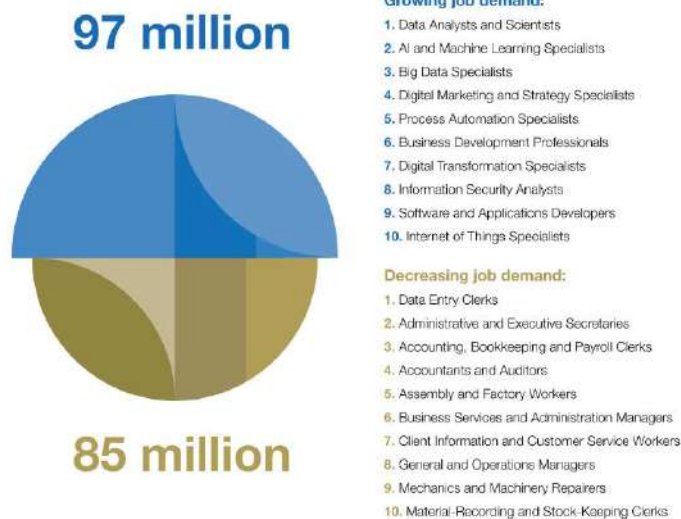 97 million
85 million
Growing job demand:
1. Data Analysts and Scientists
2. AI and Machine Learning Specialists
3. Big Data Specialists
4. Digital Marketing and Strategy Specialists
5. Process Automation Specialists
6. Business Development Professionals
7. Digital Transformation Specialists
8. Information Security Analysts
9. Software and Applications Developers
10. Internet of Things Specialists
Decreasing job demand:
1. Data Entry Clerks
2. Administrative and Executive Secretaries
3. Accounting, Bookkeeping and Payroll Clerks
4. Accountants and Auditors
5. Assembly and Factory Workers
6. Business Services and Administration Managers
7. Client Information and Customer Service Workers
8. General and Operations Managers
9. Mechanics and Machinery Repairers
10. Material-Recording and Stock-Keeping Clerks